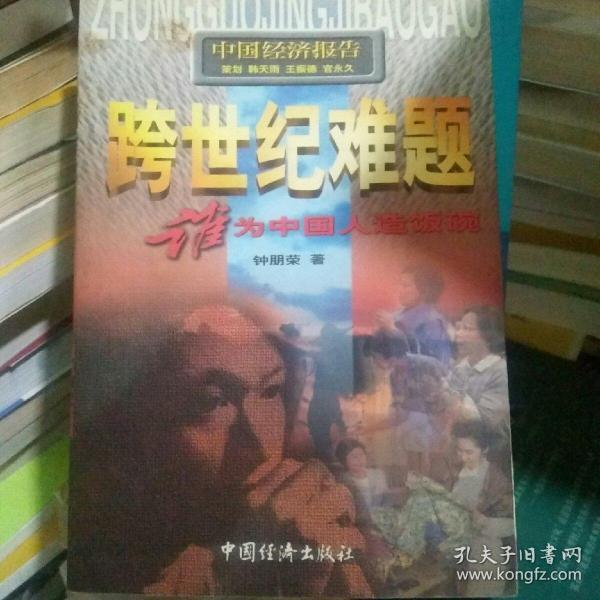 ZHONGGUOJINGJIBAOGAO
中国经济报告
策划 韩天雨 王振德 官永久
跨世纪难题
谁为中国人造饭碗
钟朋荣 著
中国经济出版社
孔夫子旧书网
www.kongfz.com